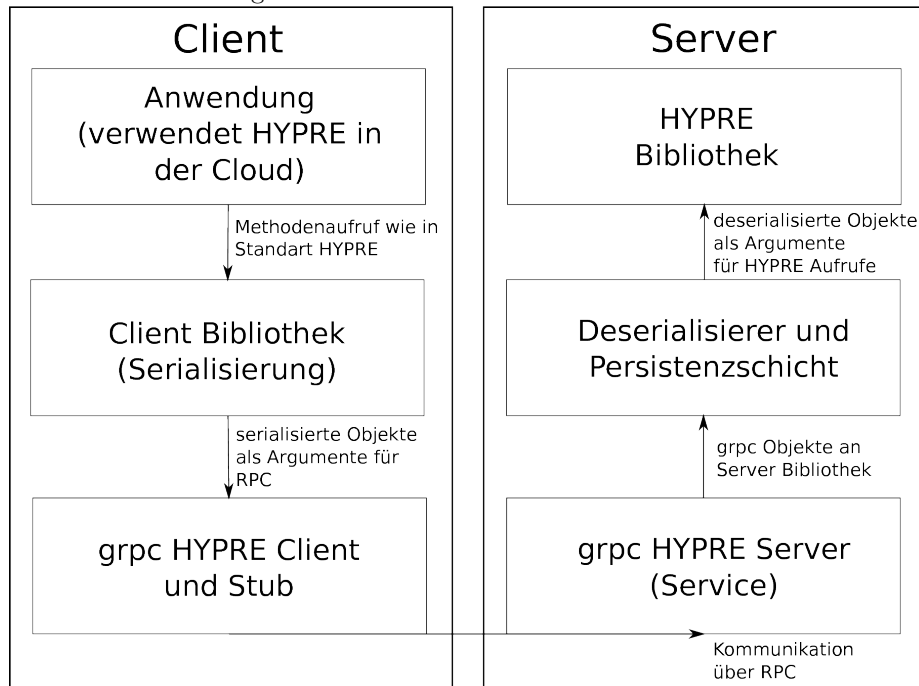 Client
Anwendung
(verwendet HYPRE in
der Cloud)
Methodenaufruf wie in
Standart HYPRE
Client Bibliothek
(Serialisierung)
serialisierte Objekte
als Argumente für
RPC
grpc HYPRE Client
und Stub
Server
HYPRE
Bibliothek
deserialisierte Objekte
als Argumente
für HYPRE Aufrufe
Deserialisierer und
Persistenzschicht
grpc Objekte an
Server Bibliothek
grpc HYPRE Server
(Service)
Kommunikation
über RPC